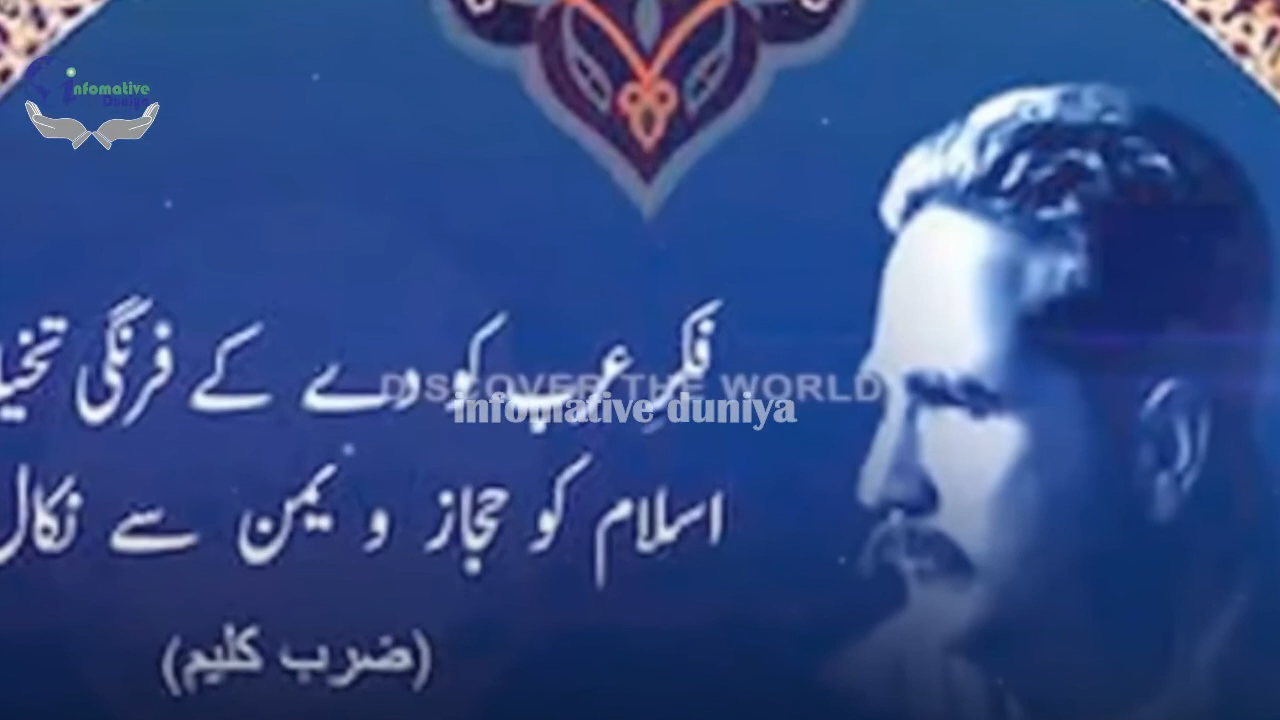 infomative
Duniya
فکرِ عرب کو دے کے فرنگی
DISCOVER THE WORLD
infomative duniya
اسلام کو حجاز و یمن سے نکال
(ضرب کلیم)